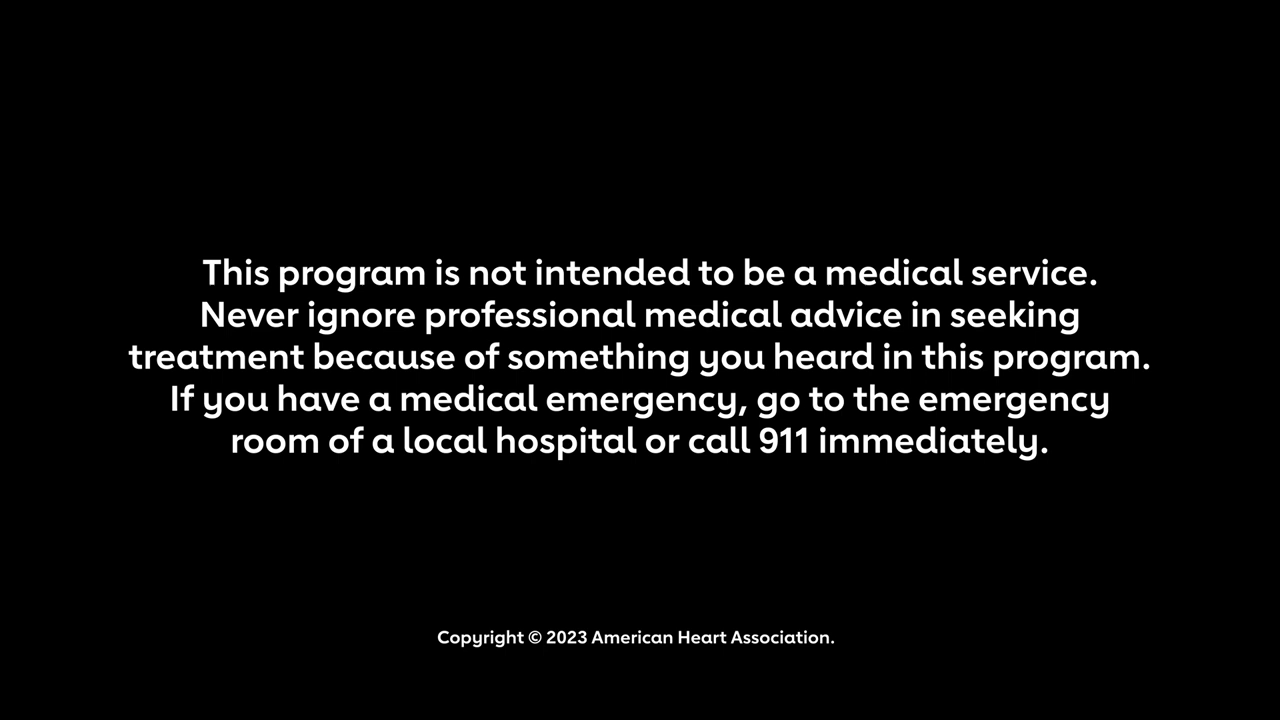 This program is not intended to be a medical service.
Never ignore professional medical advice in seeking
treatment because of something you heard in this program.
If you have a medical emergency, go to the emergency
room of a local hospital or call 911 immediately.
Copyright © 2023 American Heart Association.